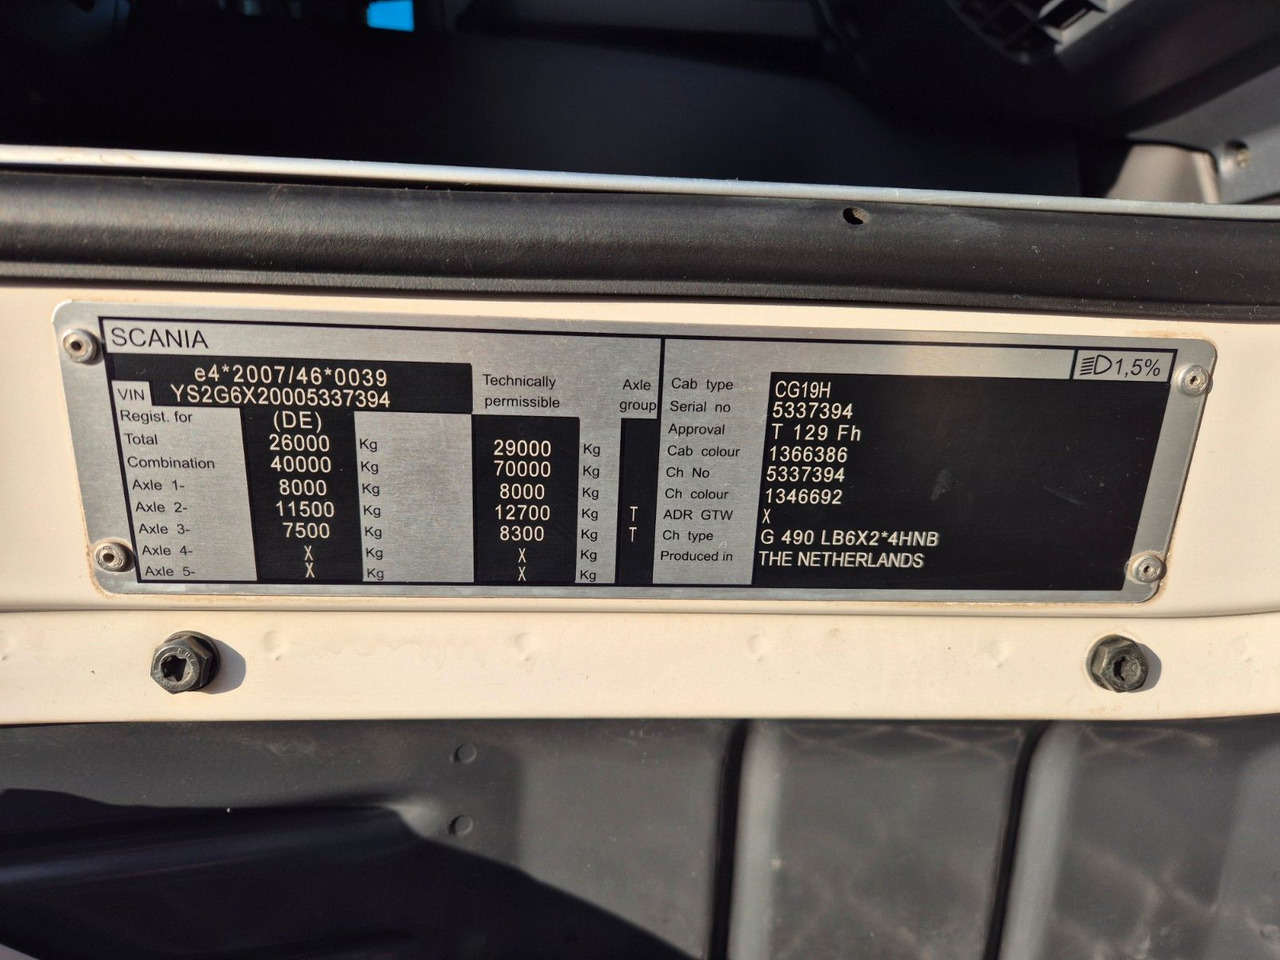 SCANIA
e4*2007/46*0039
VIN YS2G6X20005337394
Regist. for (DE)
Technically permissible
Axle group
Total 26000 Kg 29000 Kg
Combination 40000 Kg 70000 Kg
Axle 1- 8000 Kg 8000 Kg
Axle 2- 11500 Kg 12700 Kg T
Axle 3- 7500 Kg 8300 Kg T
Axle 4- X Kg X Kg
Axle 5- X Kg X Kg
1,5%
Cab type CG19H
Serial no 5337394
Approval T 129 Fh
Cab colour 1366386
Ch No 5337394
Ch colour 1346692
ADR GTW X
Ch type G 490 LB6X2*4HNB
Produced in THE NETHERLANDS